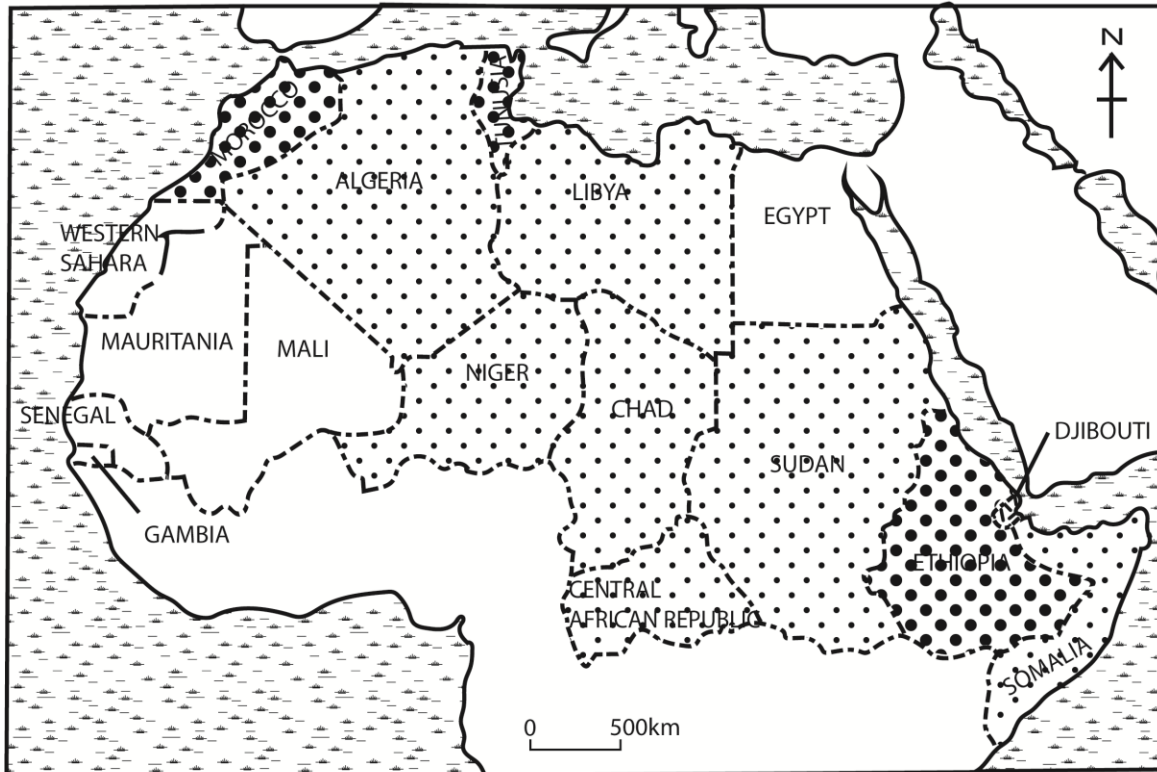 N
MOROCCO
TUNISIA
ALGERIA
LIBYA
EGYPT
WESTERN
SAHARA
MAURITANIA
MALI
NIGER
CHAD
SENEGAL
DJIBOUTI
SUDAN
GAMBIA
ETHIOPIA
CENTRAL
AFRICAN REPUBLIC
SOMALIA
0 500km